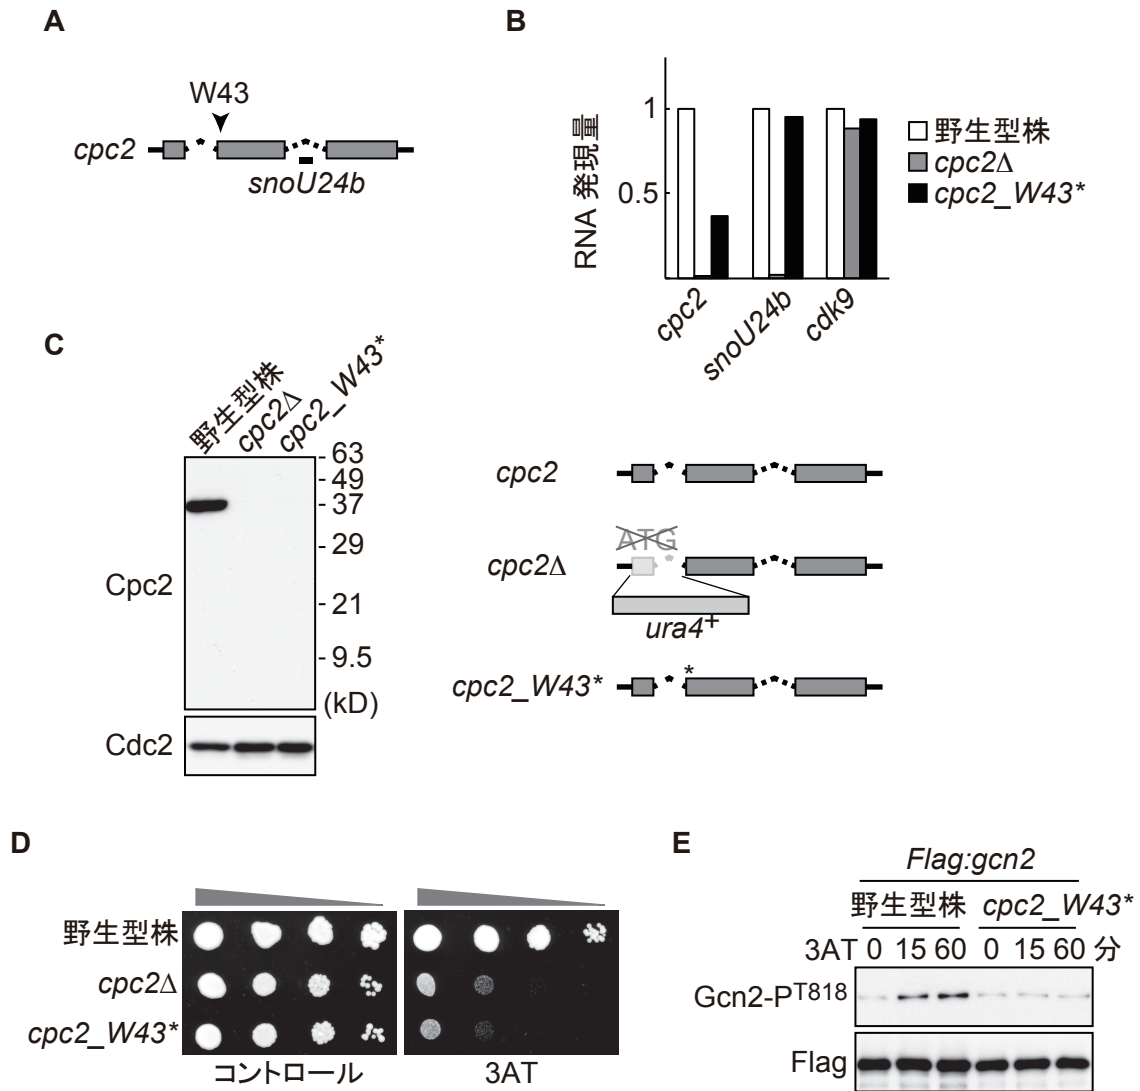 A
W43
cpc2
snoU24b
B
RNA 発現量
1
0.5
野生型株
cpc2Δ
cpc2_W43*
cpc2
snoU24b
cdk9
C
野生型株
cpc2Δ
cpc2_W43*
Cpc2
-63
-49
-37
-29
-21
-9.5
(kD)
Cdc2
cpc2
ATG
cpc2Δ
ura4+
*
cpc2_W43*
D
野生型株
cpc2Δ
cpc2_W43*
コントロール
3AT
E
Flag:gcn2
野生型株 cpc2_W43*
3AT 0 15 60 0 15 60 分
Gcn2-PT818
Flag